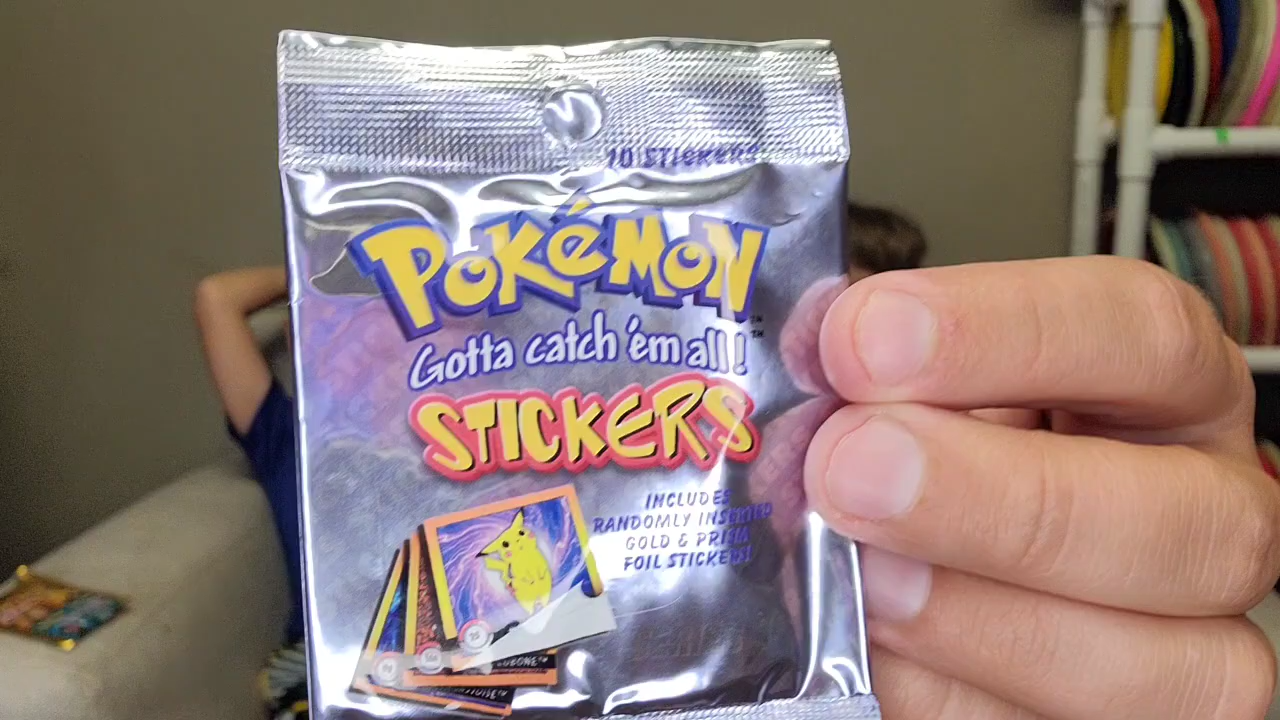 10 STICKERS
POKéMON
Gotta catch 'em all!
STICKERS
INCLUDES
RANDOMLY INSERTED
GOLD & PRISM
FOIL STICKERS!